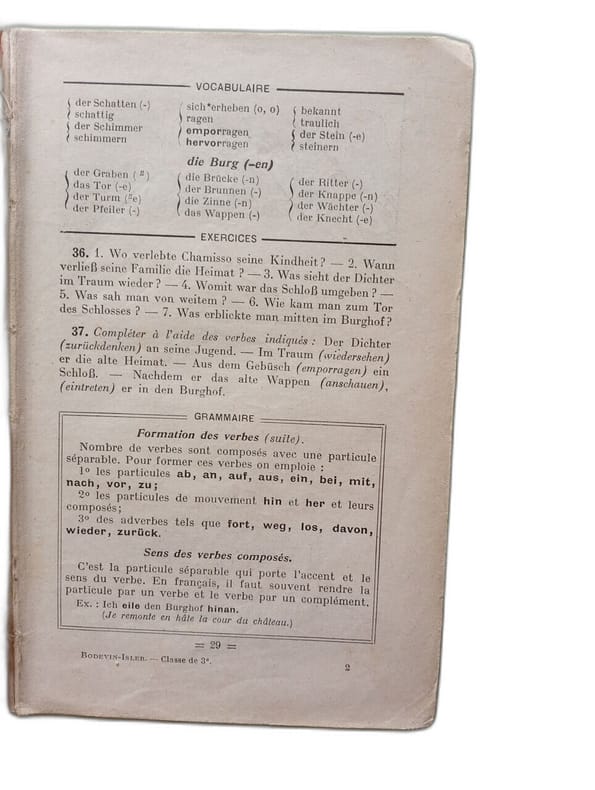 VOCABULAIRE
der Schatten (-)
schattig
der Schimmer
schimmern
sich*erheben (o, o)
ragen
emporragen
hervorragen
bekannt
traulich
der Stein (-e)
steinern
die Burg (-en)
der Graben (⸚)
das Tor (-e)
der Turm (⸚e)
der Pfeiler (-)
die Brücke (-n)
der Brunnen (-)
die Zinne (-n)
das Wappen (-)
der Ritter (-)
der Knappe (-n)
der Wächter (-)
der Knecht (-e)
EXERCICES
36. 1. Wo verlebte Chamisso seine Kindheit ? — 2. Wann
verließ seine Familie die Heimat ? — 3. Was sieht der Dichter
im Traum wieder ? — 4. Womit war das Schloß umgeben ? —
5. Was sah man von weitem ? — 6. Wie kam man zum Tor
des Schlosses ? — 7. Was erblickte man mitten im Burghof ?
37. Compléter à l'aide des verbes indiqués : Der Dichter
(zurückdenken) an seine Jugend. — Im Traum (wiedersehen)
er die alte Heimat. — Aus dem Gebüsch (emporragen) ein
Schloß. — Nachdem er das alte Wappen (anschauen),
(eintreten) er in den Burghof.
GRAMMAIRE
Formation des verbes (suite).
Nombre de verbes sont composés avec une particule
séparable. Pour former ces verbes on emploie :
1º les particules ab, an, auf, aus, ein, bei, mit,
nach, vor, zu;
2º les particules de mouvement hin et her et leurs
composés;
3º des adverbes tels que fort, weg, los, davon,
wieder, zurück.
Sens des verbes composés.
C'est la particule séparable qui porte l'accent et le
sens du verbe. En français, il faut souvent rendre la
particule par un verbe et le verbe par un complément.
Ex. : Ich eile den Burghof hinan.
(Je remonte en hâte la cour du château.)
= 29 =
BODEVIN-ISLER. — Classe de 3e.
2